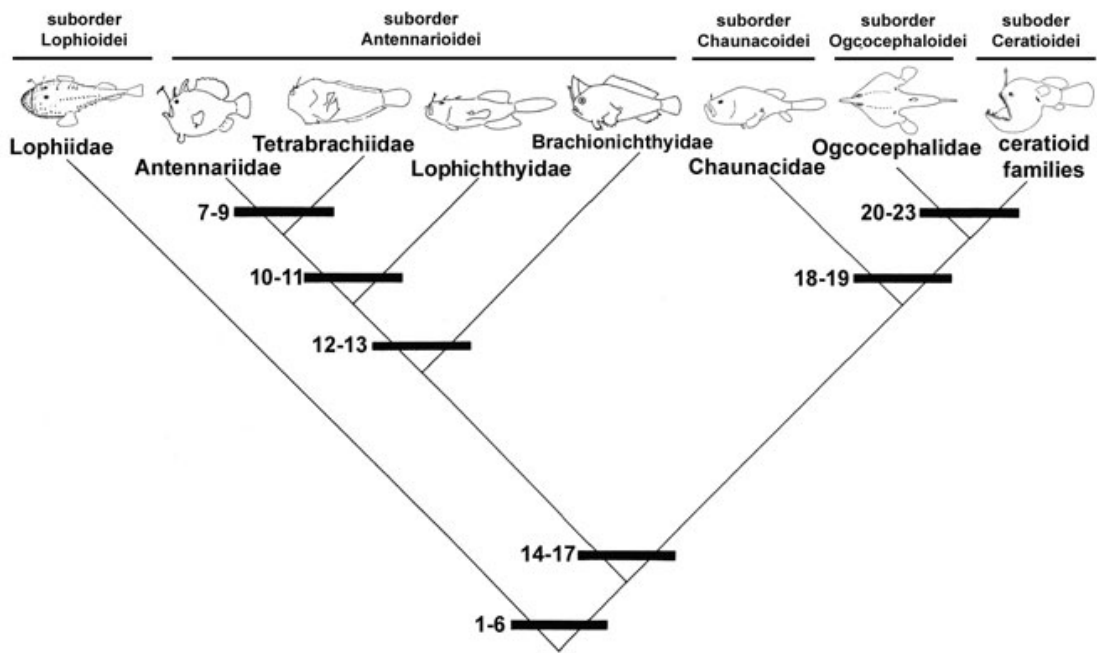 suborder
Lophioidei
suborder
Antennarioidei
suborder
Chaunacoidei
suborder
Ogcocephaloidei
suboder
Ceratioidei
Lophiidae
Antennariidae
Tetrabrachiidae
Lophichthyidae
Brachionichthyidae
Chaunacidae
Ogcocephalidae
ceratioid
families
7-9
20-23
10-11
18-19
12-13
14-17
1-6